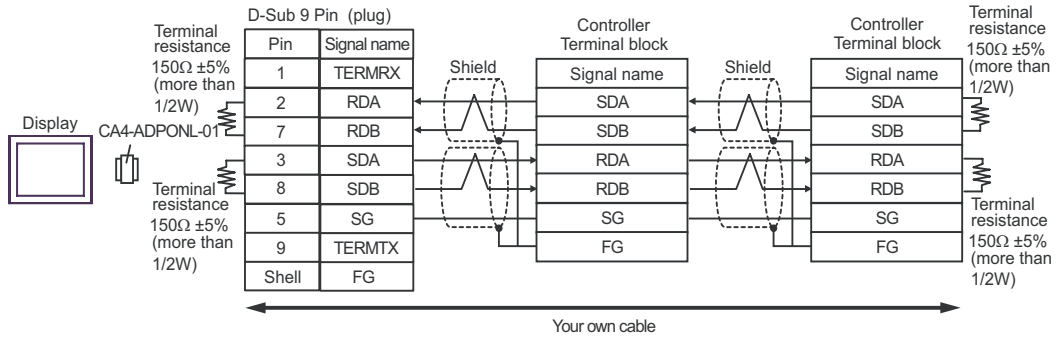 D-Sub 9 Pin (plug)
Terminal
resistance
150Ω ±5%
(more than
1/2W)
Display
CA4-ADPONL-01
Terminal
resistance
150Ω ±5%
(more than
1/2W)
Pin Signal name
1 TERMRX
2 RDA
7 RDB
3 SDA
8 SDB
5 SG
9 TERMTX
Shell FG
Shield
Controller
Terminal block
Signal name
SDA
SDB
RDA
RDB
SG
FG
Shield
Controller
Terminal block
Signal name
SDA
SDB
RDA
RDB
SG
FG
Terminal
resistance
150Ω ±5%
(more than
1/2W)
Terminal
resistance
150Ω ±5%
(more than
1/2W)
Your own cable